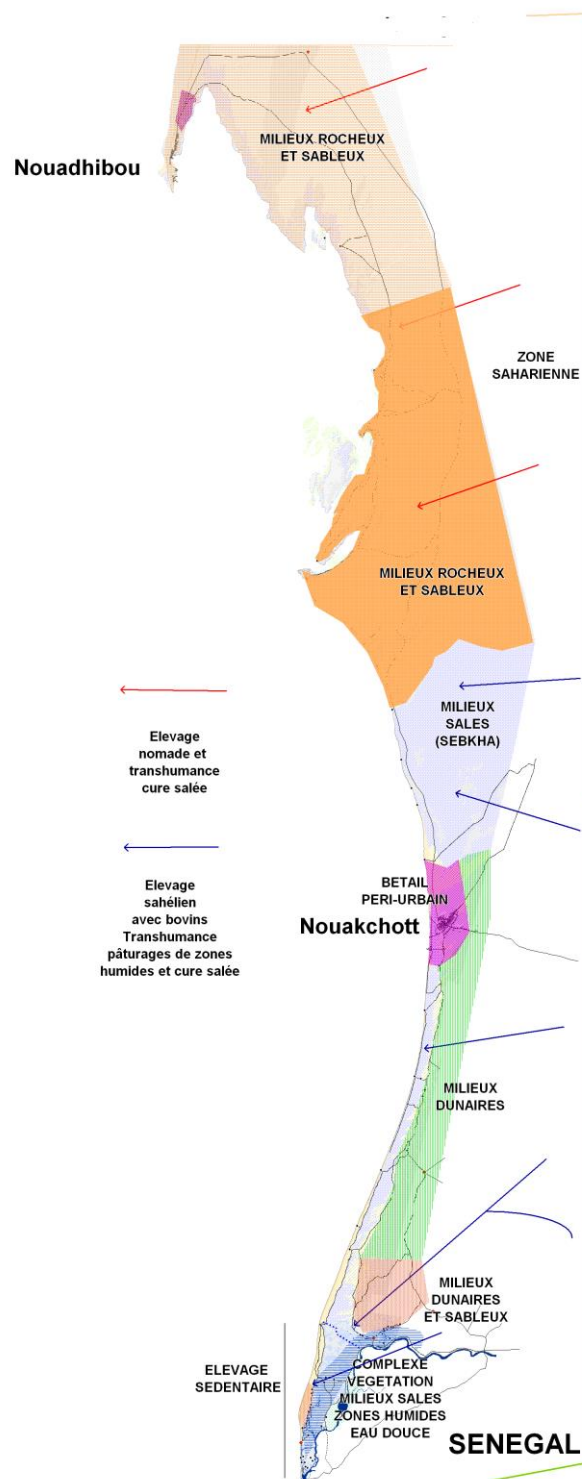 MILIEUX ROCHEUX
ET SABLEUX
Nouadhibou
ZONE
SAHARIENNE
MILIEUX ROCHEUX
ET SABLEUX
MILIEUX
SALES
(SEBKHA)
Elevage
nomade et
transhumance
cure salée
Elevage
sahélien
avec bovins
Transhumance
pâturages de zones
humides et cure salée
BETAIL
PERI-URBAIN
Nouakchott
MILIEUX
DUNAIRES
MILIEUX
DUNAIRES
ET SABLEUX
ELEVAGE
SEDENTAIRE
COMPLEXE
VEGETATION
MILIEUX SALES
ZONES HUMIDES
EAU DOUCE
SENEGAL